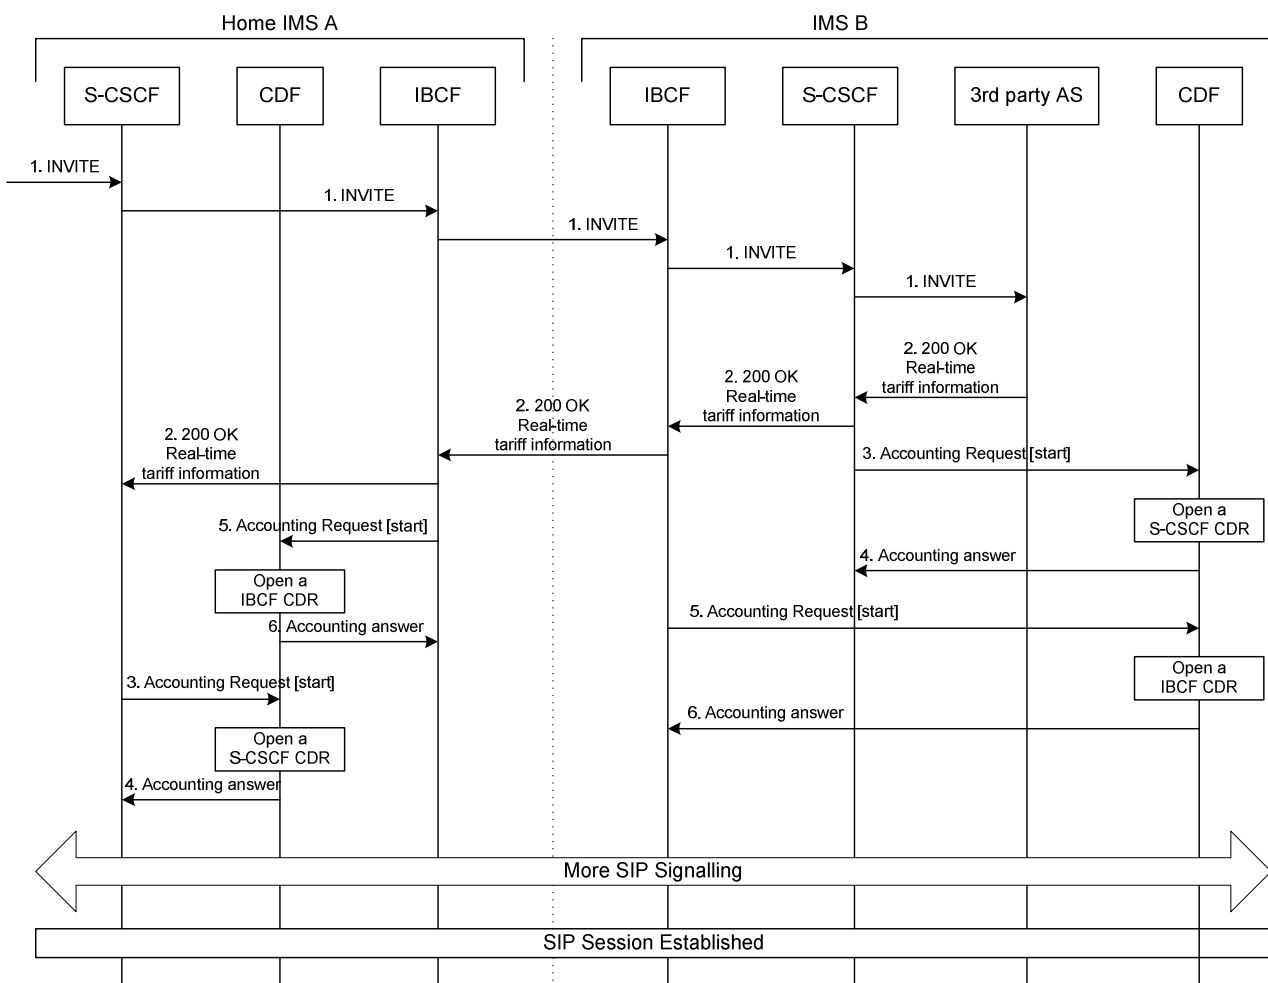 Home IMS A
IMS B
S-CSCF
CDF
IBCF
IBCF
S-CSCF
3rd party AS
CDF
1. INVITE
1. INVITE
1. INVITE
1. INVITE
1. INVITE
2. 200 OK
Real-time
tariff information
2. 200 OK
Real-time
tariff information
2. 200 OK
Real-time
tariff information
2. 200 OK
Real-time
tariff information
3. Accounting Request [start]
Open a
S-CSCF CDR
5. Accounting Request [start]
4. Accounting answer
Open a
IBCF CDR
5. Accounting Request [start]
6. Accounting answer
Open a
IBCF CDR
3. Accounting Request [start]
6. Accounting answer
Open a
S-CSCF CDR
4. Accounting answer
More SIP Signalling
SIP Session Established